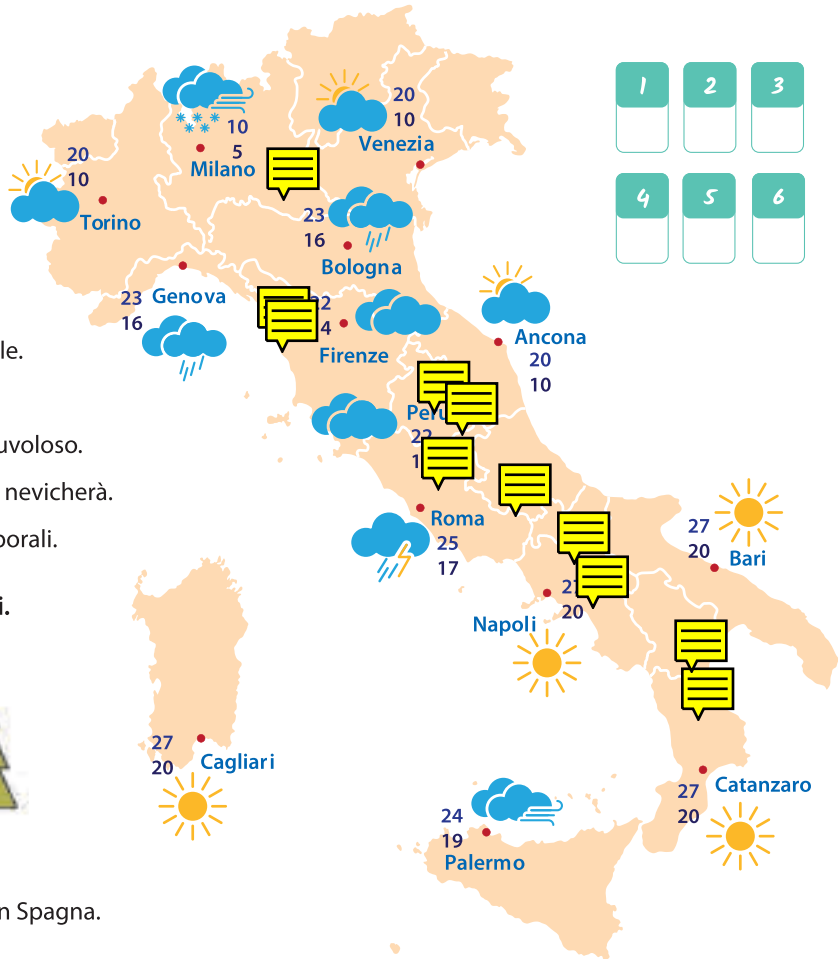 1 2 3
4 5 6
20
10
Venezia
10
5
Milano
20
10
Torino
23
16
Bologna
23
16
Genova
Firenze
Ancona
20
10
le.
uvoloso.
nevicherà.
porali.
i.
Roma
25
17
27
20
Bari
20
Napoli
27
20
Cagliari
27
20
Catanzaro
24
19
Palermo
n Spagna.